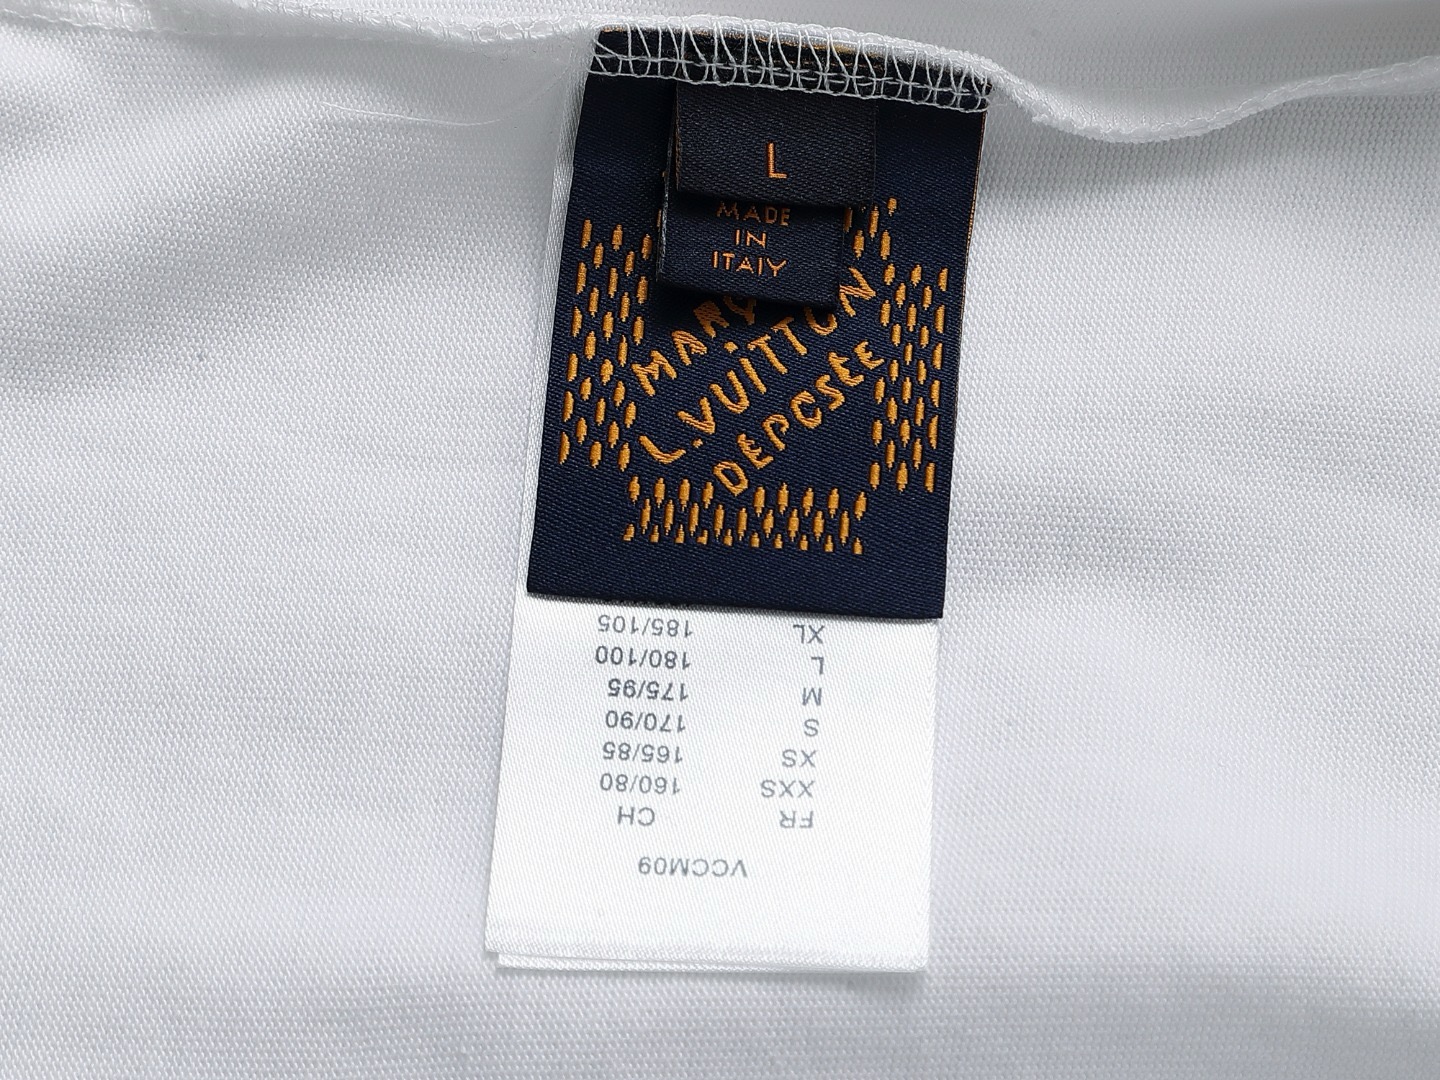 L
MADE
IN
ITALY
MARQ
L.VUITTON
DÉPOSÉE
VCCM09
FR CH
XXS 160/80
XS 165/85
S 170/90
M 175/95
L 180/100
XL 185/105